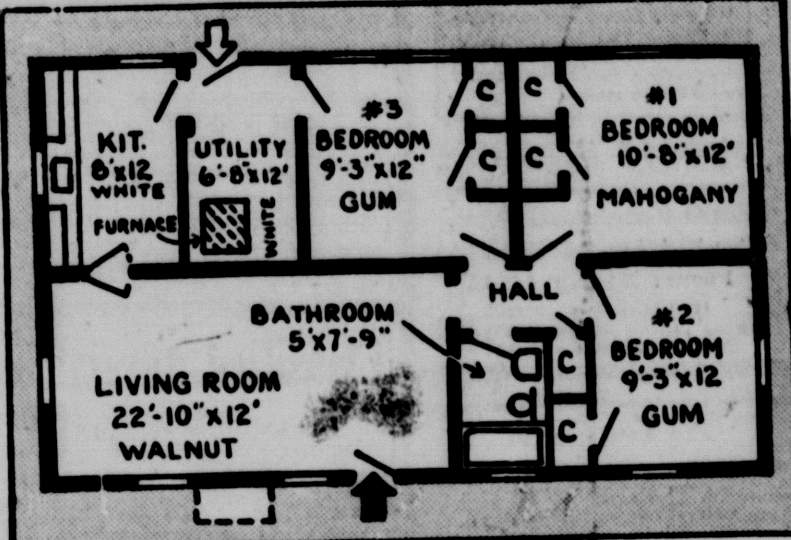 KIT.
8'x12
WHITE
UTILITY
6'-8"x12'
FURNACE
WHITE
#3
BEDROOM
9'-3"x12"
GUM
C
C
C
C
#1
BEDROOM
10'-8"x12'
MAHOGANY
HALL
BATHROOM
5'x7'-9"
LIVING ROOM
22'-10"x12'
WALNUT
C
C
#2
BEDROOM
9'-3"x12
GUM